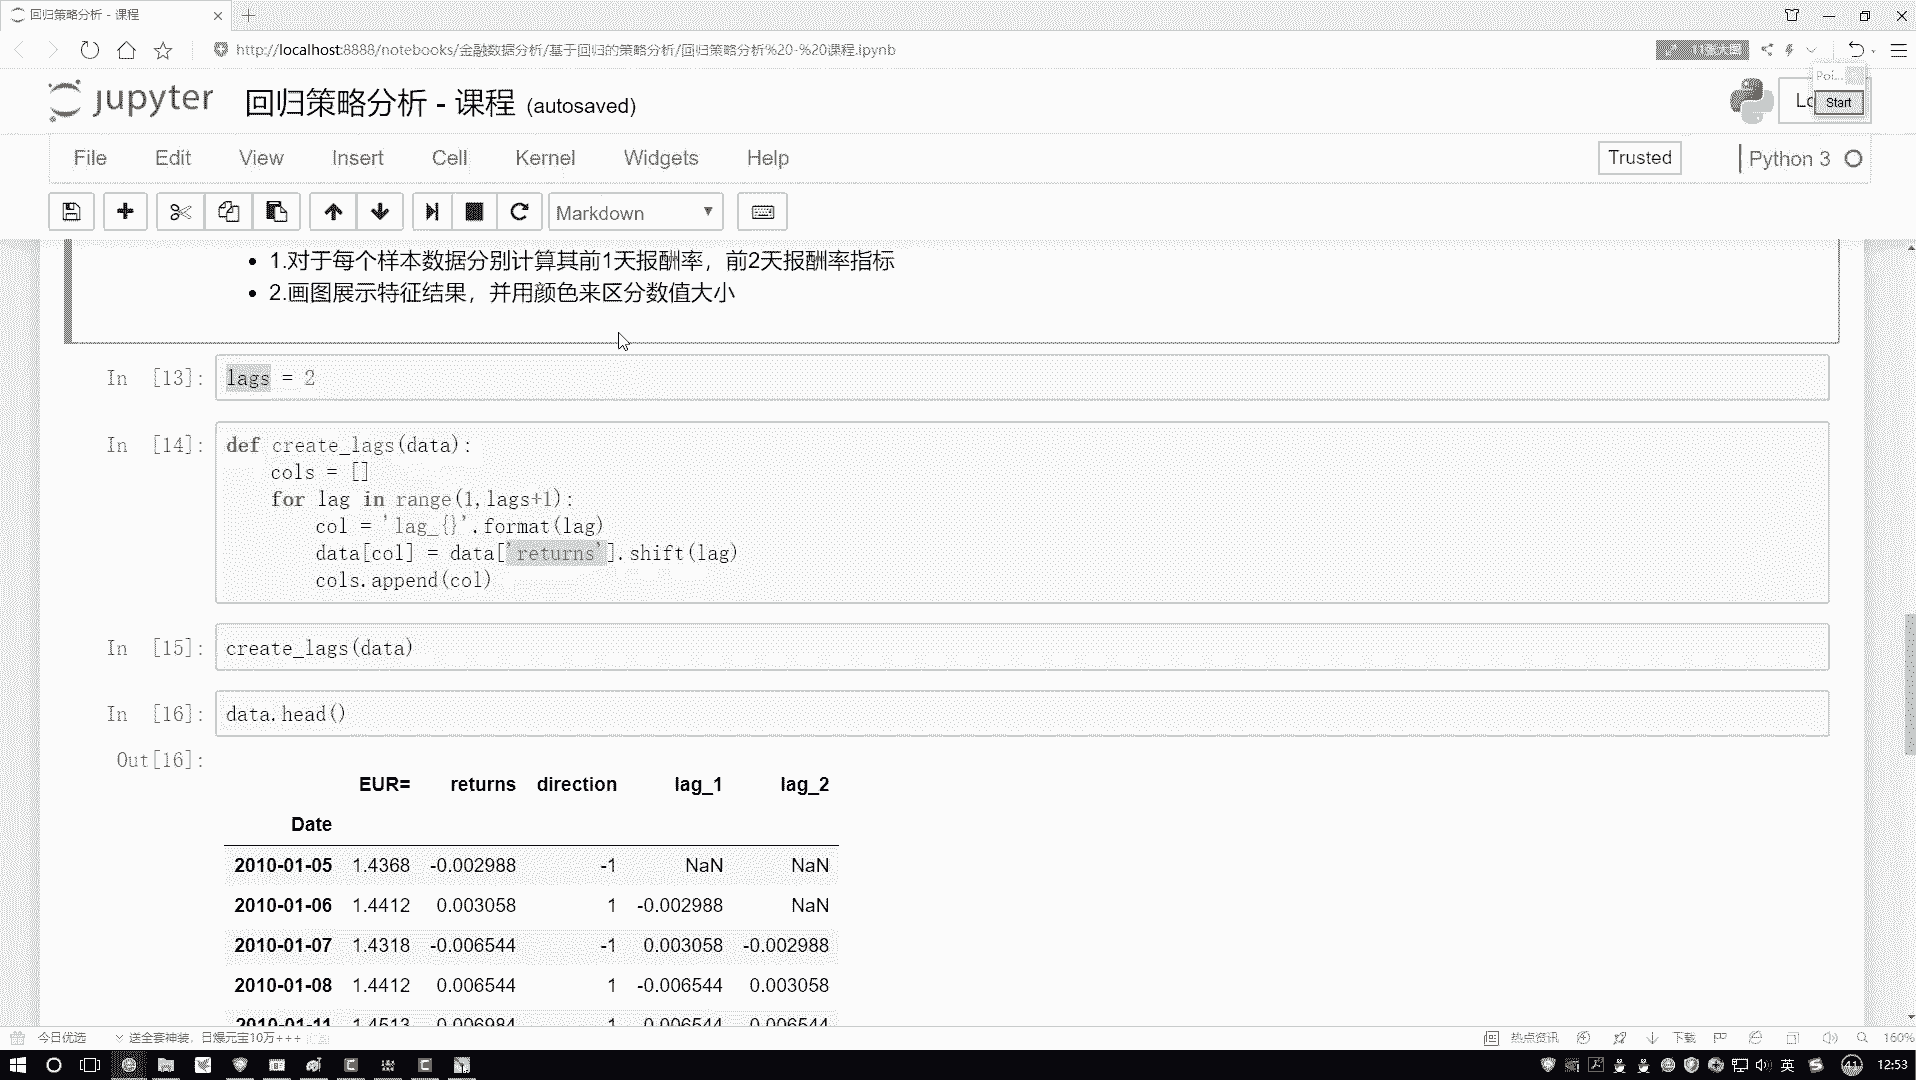 回归策略分析 - 课程
http://localhost:8888/notebooks/金融数据分析/基于回归的策略分析/回归策略分析%20-%20课程.ipynb
Poi...
jupyter 回归策略分析 - 课程 (autosaved)
Start
File Edit View Insert Cell Kernel Widgets Help
Trusted
Python 3
Markdown
1.对于每个样本数据分别计算其前1天报酬率，前2天报酬率指标
2.画图展示特征结果，并用颜色来区分数值大小
In [13]: lags = 2
In [14]: def create_lags(data):
cols = []
for lag in range(1,lags+1):
col = 'lag_{}'.format(lag)
data[col] = data['returns'].shift(lag)
cols.append(col)
In [15]: create_lags(data)
In [16]: data.head()
Out[16]:
EUR= returns direction lag_1 lag_2
Date
2010-01-05 1.4368 -0.002988 -1 NaN NaN
2010-01-06 1.4412 0.003058 1 -0.002988 NaN
2010-01-07 1.4318 -0.006544 -1 0.003058 -0.002988
2010-01-08 1.4412 0.006544 1 -0.006544 0.003058
2010-01-11 1.4513 0.006984 1 0.006544 -0.006544
今日优选 送全套神装，日爆元宝10万+++
热点资讯 下载 160%
英 41 12:53